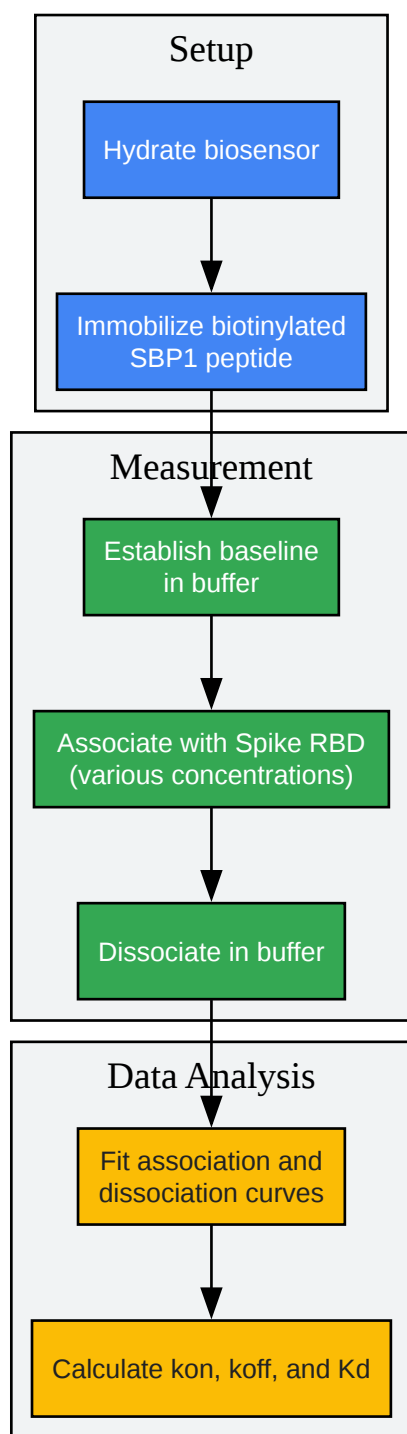 Setup
Hydrate biosensor
Immobilize biotinylated
SBP1 peptide
Measurement
Establish baseline
in buffer
Associate with Spike RBD
(various concentrations)
Dissociate in buffer
Data Analysis
Fit association and
dissociation curves
Calculate kon, koff, and Kd